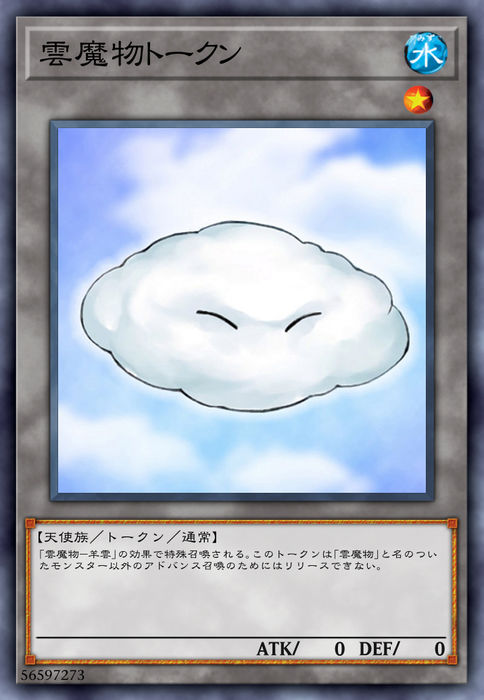 雲魔物トークン
みず
水
【天使族／トークン／通常】
「雲魔物－羊雲」の効果で特殊召喚される。このトークンは「雲魔物」と名のつい
たモンスター以外のアドバンス召喚のためにはリリースできない。
ATK/ 0 DEF/ 0
56597273